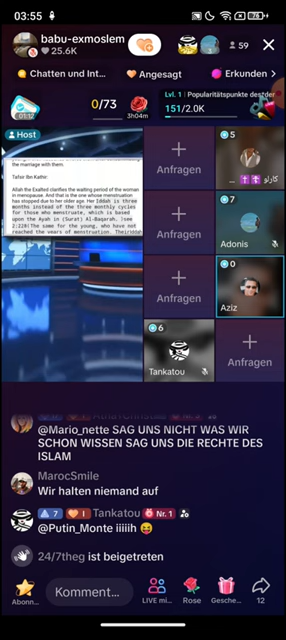 03:55
76
babu-exmoslem
25.6K
59
Chatten und Int...
Angesagt
Erkunden
01:12
0/73
3h04m
Lvl. 1 Popularitätspunkte des
151/2.0K
Host
the marriage with them.
Tafsir Ibn Kathir:
Allah the Exalted clarifies the waiting period of the woman
in menopause. And that is the one whose menstruation
has stopped due to her older age. Her Iddah is three
months instead of the three monthly cycles
for those who menstruate, which is based
upon the Ayah in (Surat) Al-Baqarah. [see
2:228] The same for the young, who have not
reached the years of menstruation.
Anfragen
5
كارلو
Anfragen
7
Adonis
Anfragen
0
Aziz
6
Tankatou
Anfragen
@Mario_nette SAG UNS NICHT WAS WIR
SCHON WISSEN SAG UNS DIE RECHTE DES
ISLAM
MarocSmile
Wir halten niemand auf
7 I Tankatou Nr. 1
@Putin_Monte iiiiih
24/7theg ist beigetreten
Abonn...
Komment...
LIVE mi...
Rose
Gesche...
12